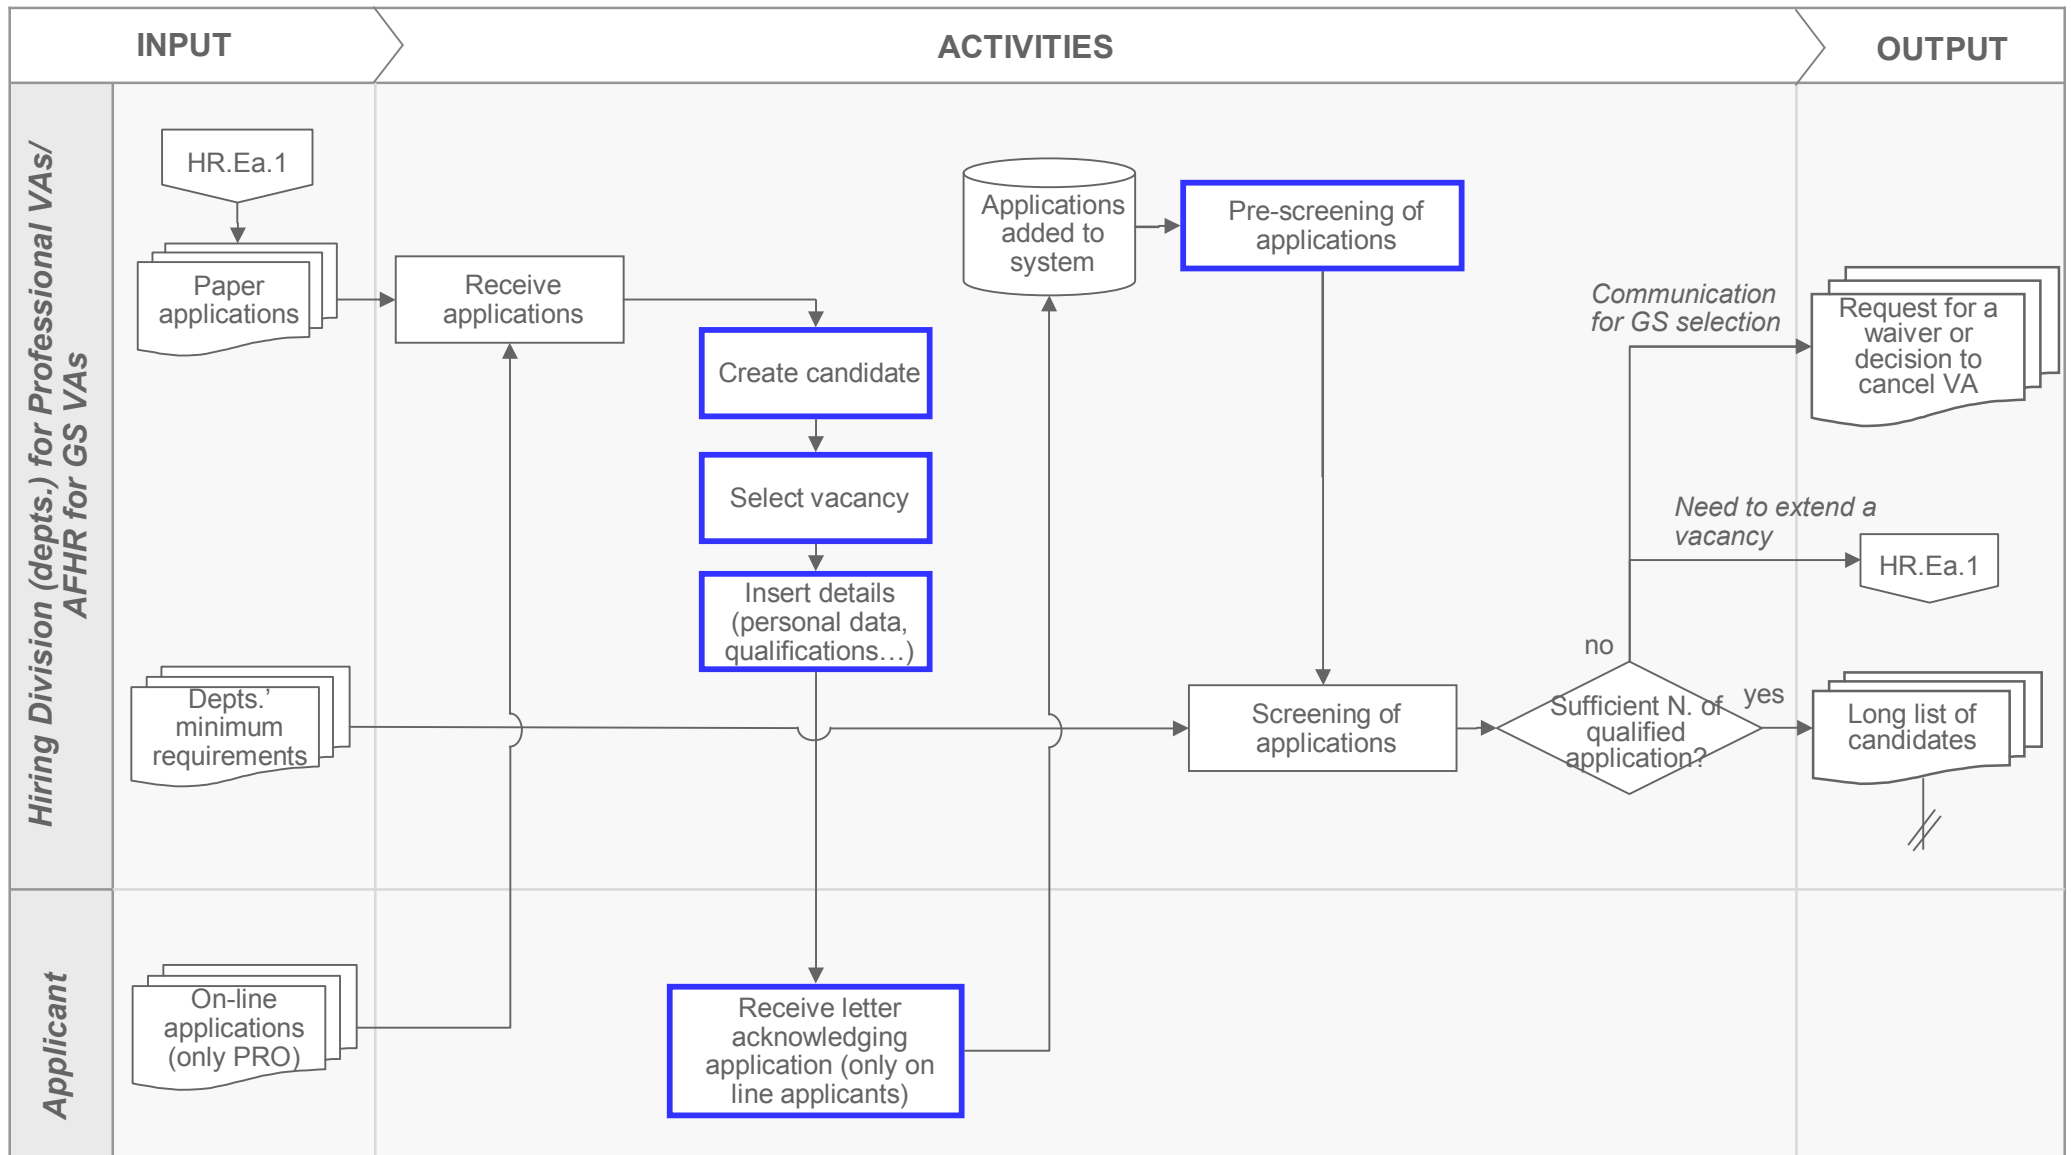 INPUT
ACTIVITIES
OUTPUT
Hiring Division (depts.) for Professional VAs/
AFHR for GS VAs
HR.Ea.1
Paper
applications
Receive
applications
Create candidate
Select vacancy
Insert details
(personal data,
qualifications…)
Applications
added to
system
Pre-screening of
applications
Communication
for GS selection
Request for a
waiver or
decision to
cancel VA
Need to extend a
vacancy
HR.Ea.1
no
Depts.’
minimum
requirements
Screening of
applications
Sufficient N. of
qualified
application?
yes
Long list of
candidates
Applicant
On-line
applications
(only PRO)
Receive letter
acknowledging
application (only on
line applicants)